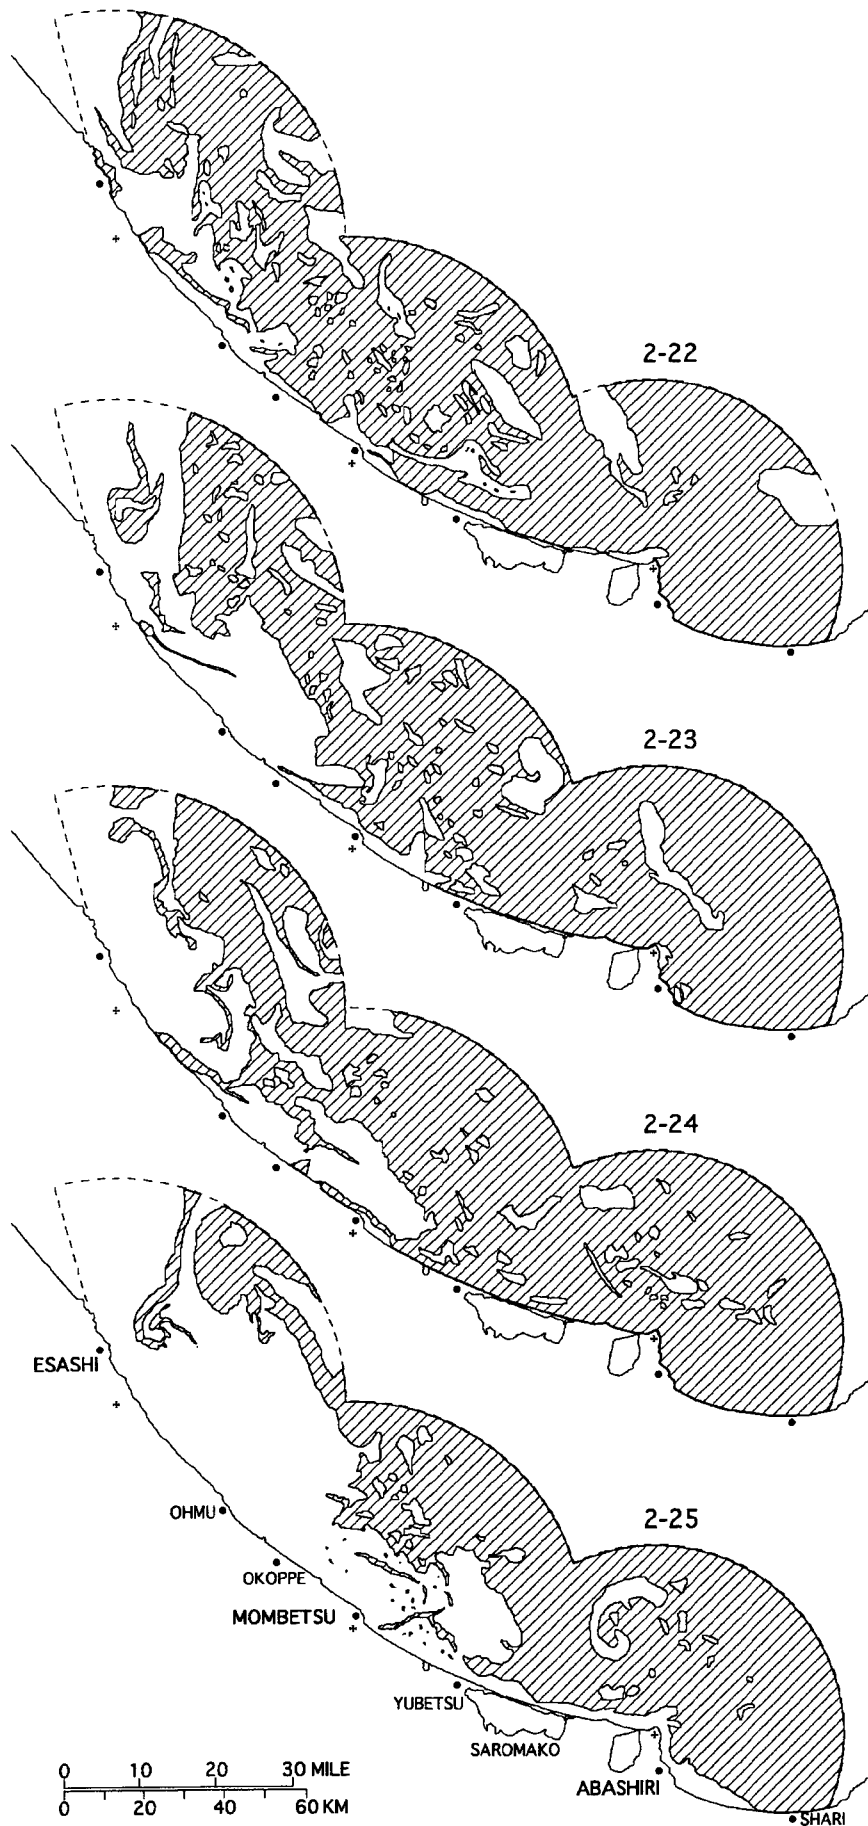 2-22
2-23
2-24
2-25
ESASHI
OHMU
OKOPPE
MOMBETSU
YUBETSU
SAROMAKO
ABASHIRI
SHARI
0 10 30 MILE
0 20 40 60 KM